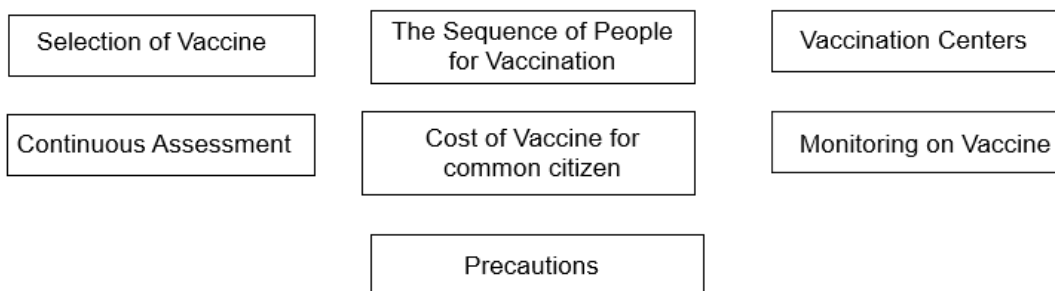 Selection of Vaccine
The Sequence of People
for Vaccination
Vaccination Centers
Continuous Assessment
Cost of Vaccine for
common citizen
Monitoring on Vaccine
Precautions